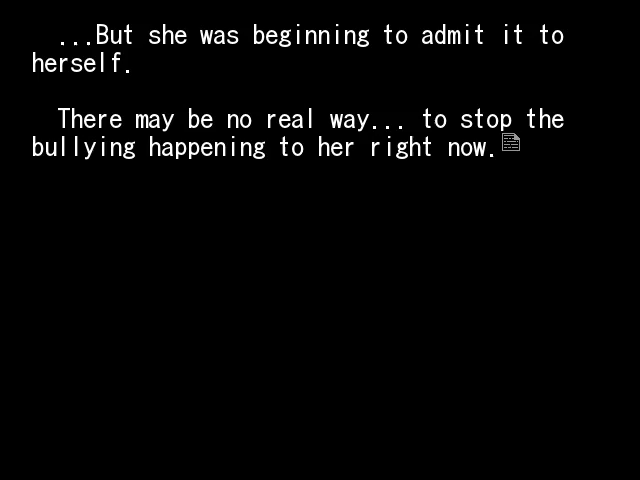 ...But she was beginning to admit it to
herself.
There may be no real way... to stop the
bullying happening to her right now.